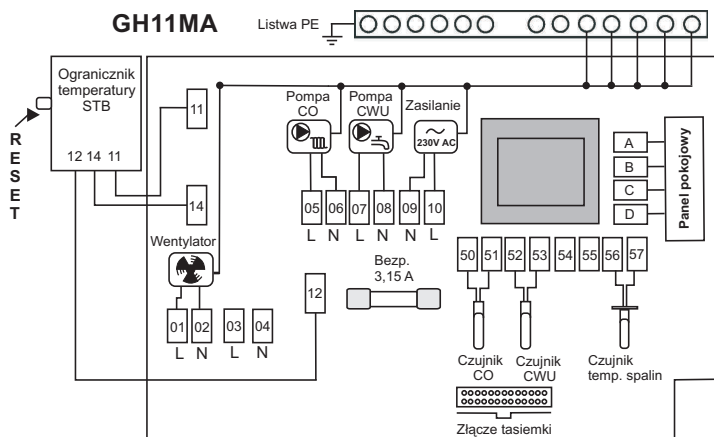 GH11MA
Listwa PE
Ogranicznik
temperatury
STB
RESET
12 14 11
11
14
Pompa
CO
Pompa
CWU
Zasilanie
230V AC
05 06 07 08 09 10
L N L N N L
A
B
C
D
Panel pokojowy
Wentylator
01 02 03 04
L N L N
12
Bezp.
3,15 A
50 51 52 53 54 55 56 57
Czujnik
CO
Czujnik
CWU
Czujnik
temp. spalin
Złącze tasiemki